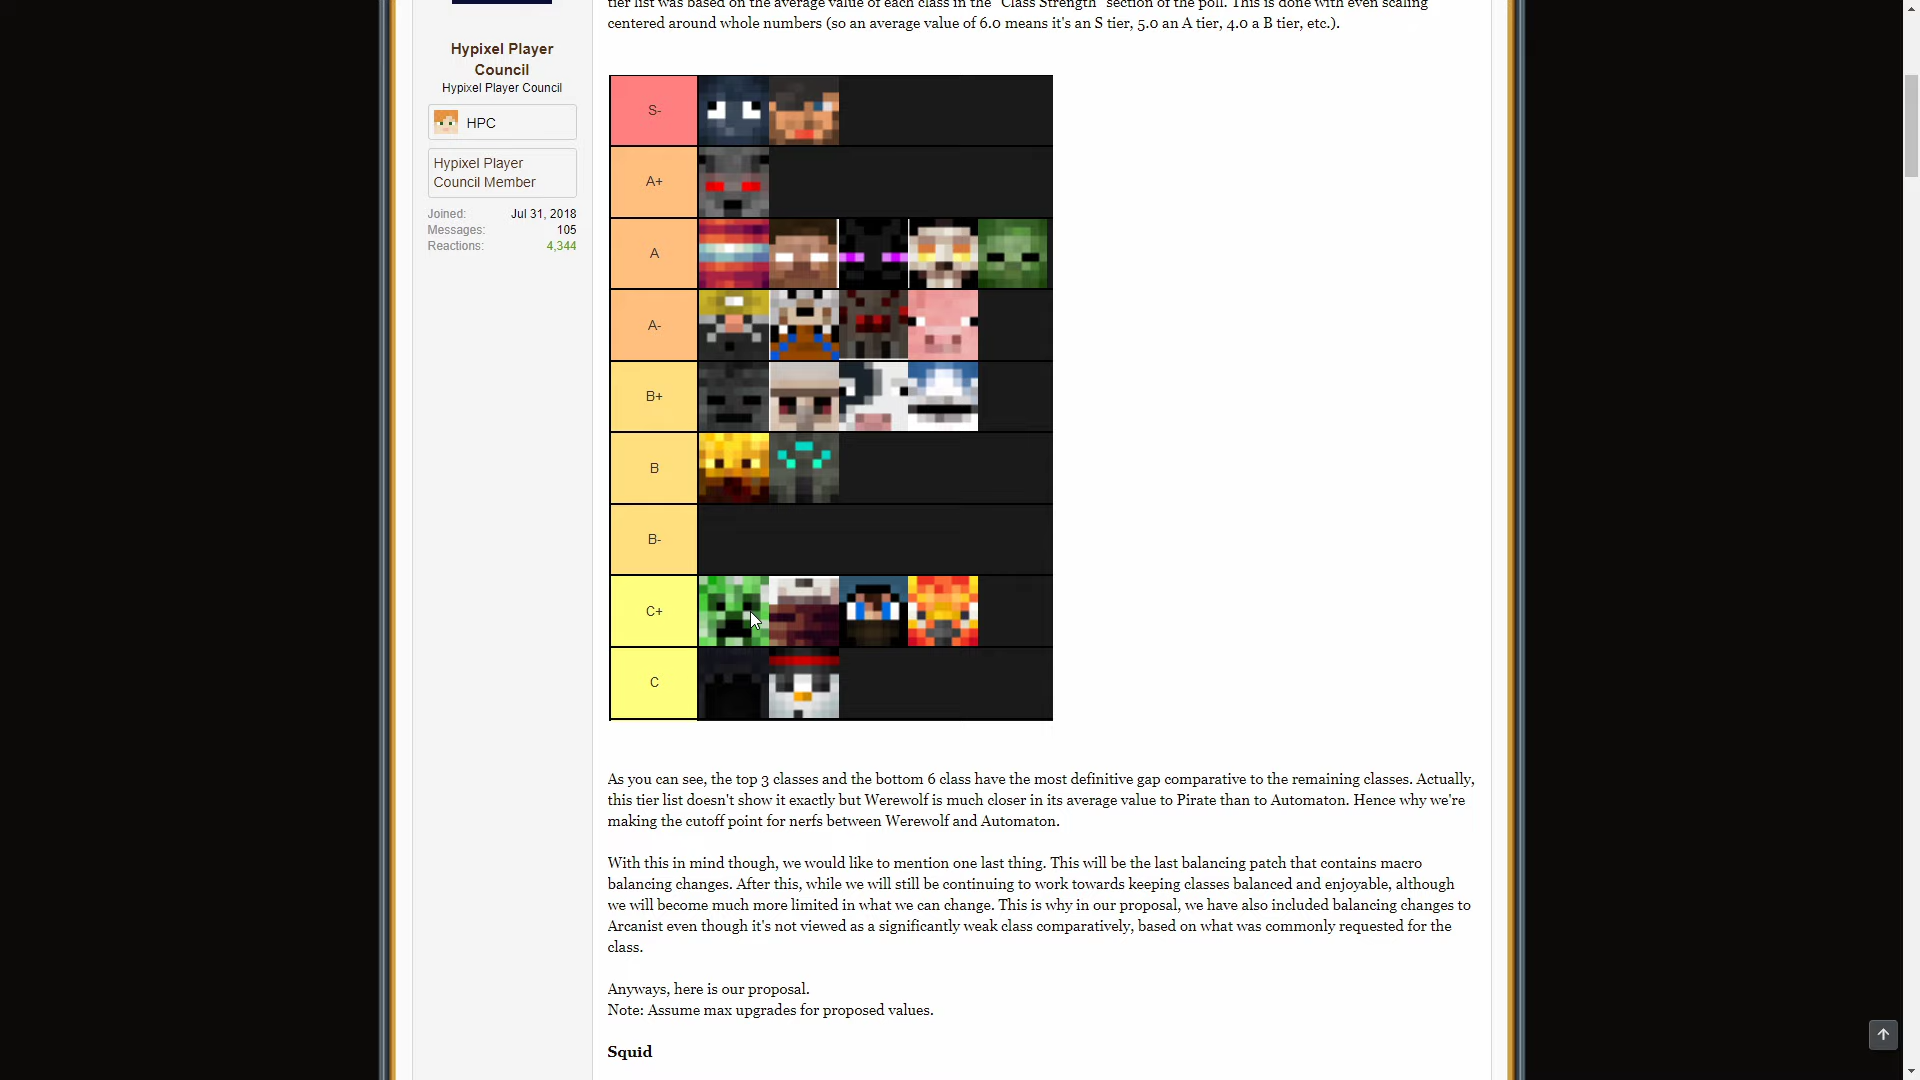 tier list was based on the average value of each class in the "Class Strength" section of the poll. This is done with even scaling
centered around whole numbers (so an average value of 6.0 means it's an S tier, 5.0 an A tier, 4.0 a B tier, etc.).
Hypixel Player
Council
Hypixel Player Council
HPC
Hypixel Player
Council Member
Joined: Jul 31, 2018
Messages: 105
Reactions: 4,344
S-
A+
A
A-
B+
B
B-
C+
C
As you can see, the top 3 classes and the bottom 6 class have the most definitive gap comparative to the remaining classes. Actually,
this tier list doesn't show it exactly but Werewolf is much closer in its average value to Pirate than to Automaton. Hence why we're
making the cutoff point for nerfs between Werewolf and Automaton.
With this in mind though, we would like to mention one last thing. This will be the last balancing patch that contains macro
balancing changes. After this, while we will still be continuing to work towards keeping classes balanced and enjoyable, although
we will become much more limited in what we can change. This is why in our proposal, we have also included balancing changes to
Arcanist even though it's not viewed as a significantly weak class comparatively, based on what was commonly requested for the
class.
Anyways, here is our proposal.
Note: Assume max upgrades for proposed values.
Squid